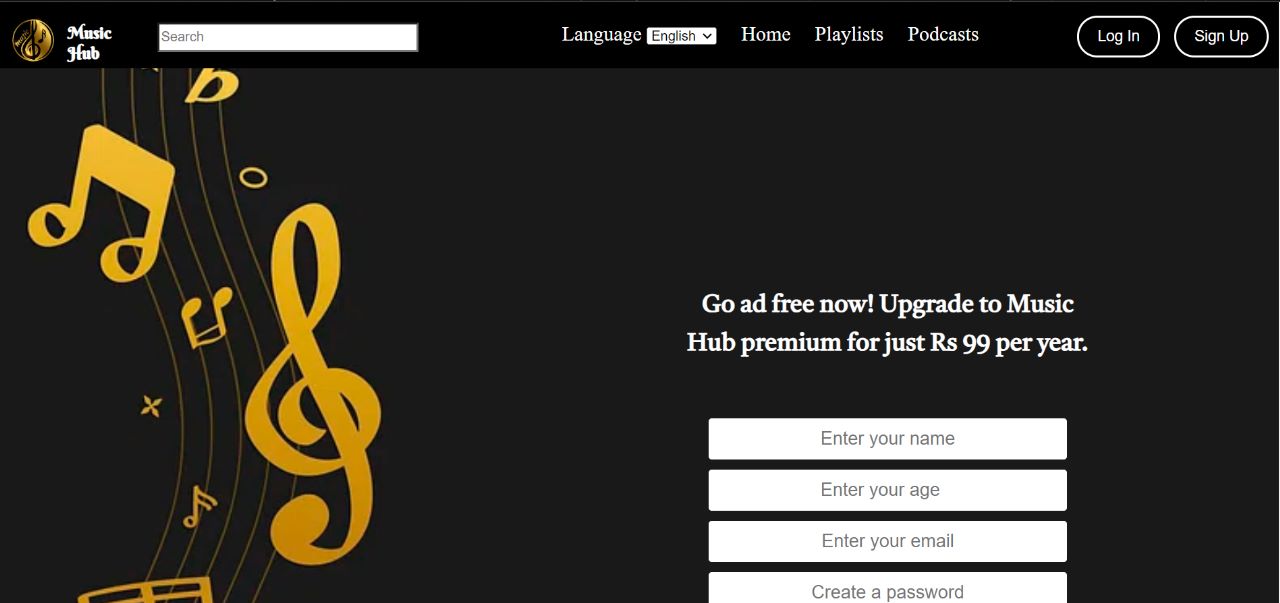 Music
Hub
Search
Language English Home Playlists Podcasts
Log In Sign Up
Go ad free now! Upgrade to Music
Hub premium for just Rs 99 per year.
Enter your name
Enter your age
Enter your email
Create a password